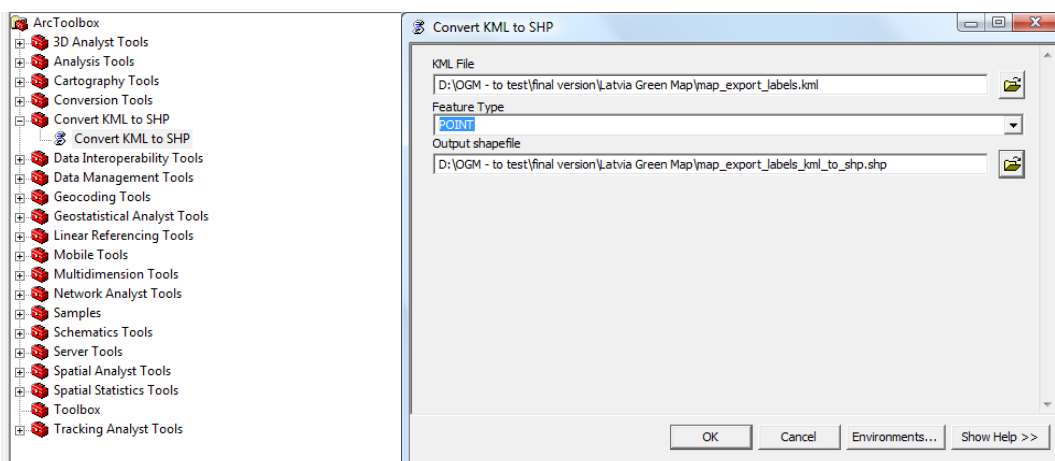 ArcToolbox
3D Analyst Tools
Analysis Tools
Cartography Tools
Conversion Tools
Convert KML to SHP
Convert KML to SHP
Data Interoperability Tools
Data Management Tools
Geocoding Tools
Geostatistical Analyst Tools
Linear Referencing Tools
Mobile Tools
Multidimension Tools
Network Analyst Tools
Samples
Schematics Tools
Server Tools
Spatial Analyst Tools
Spatial Statistics Tools
Toolbox
Tracking Analyst Tools
Convert KML to SHP
KML File
D:\OGM - to test\final version\Latvia Green Map\map_export_labels.kml
Feature Type
POINT
Output shapefile
D:\OGM - to test\final version\Latvia Green Map\map_export_labels_kml_to_shp.shp
OK
Cancel
Environments...
Show Help >>